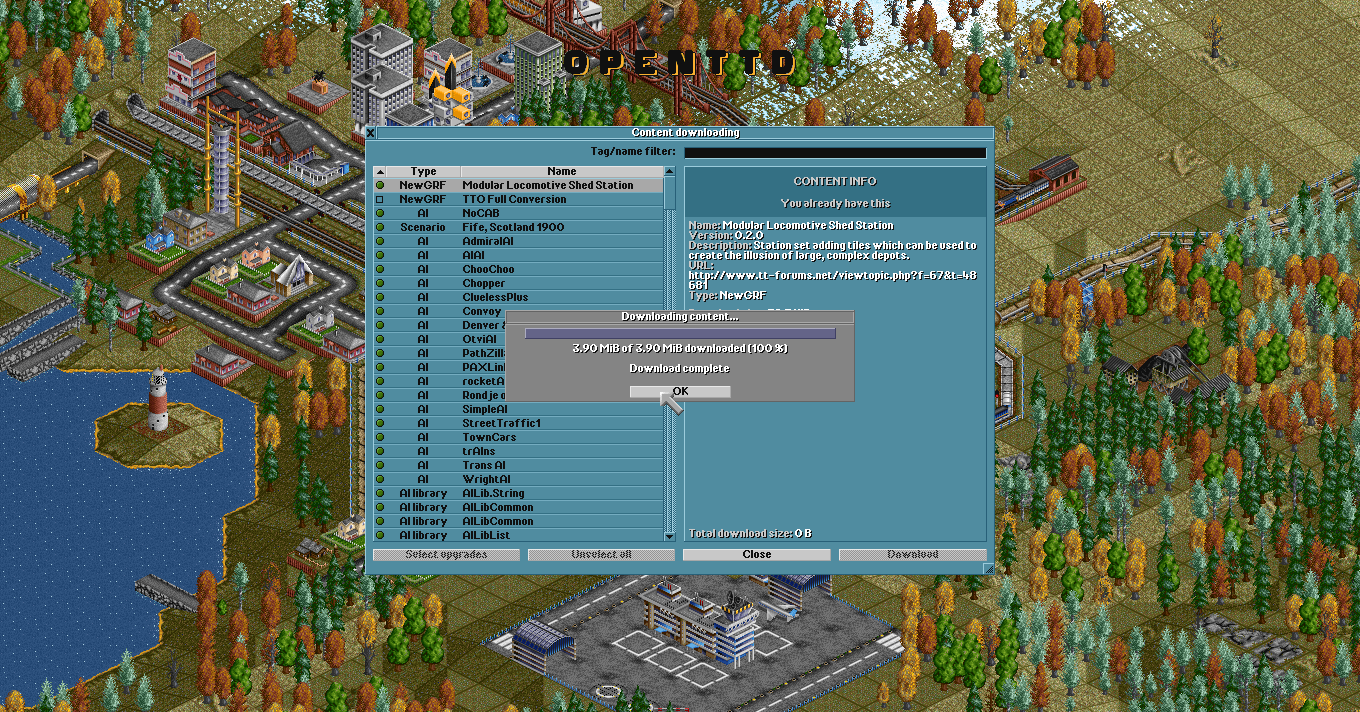 OPENTTD
X Content downloading
Tag/name filter:
Type Name
NewGRF Modular Locomotive Shed Station
NewGRF TTO Full Conversion
AI NoCAB
Scenario Fife, Scotland 1900
AI AdmiralAI
AI AIAI
AI ChooChoo
AI Chopper
AI CluelessPlus
AI Convoy
AI Denver
AI OtviAI
AI PathZill
AI PAXLin
AI rocketA
AI Rondje o
AI SimpleAI
AI StreetTraffic1
AI TownCars
AI trAIns
AI Trans AI
AI WrightAI
AI library AILib.String
AI library AILibCommon
AI library AILibCommon
AI library AILibList
CONTENT INFO
You already have this
Name: Modular Locomotive Shed Station
Version: 0.2.0
Description: Station set adding tiles which can be used to
create the illusion of large, complex depots.
URL:
http://www.tt-forums.net/viewtopic.php?f=67&t=48
681
Type: NewGRF
Downloading content...
3.90 MiB of 3.90 MiB downloaded (100 %)
Download complete
OK
Total download size: 0 B
Select upgrades Unselect all Close Download